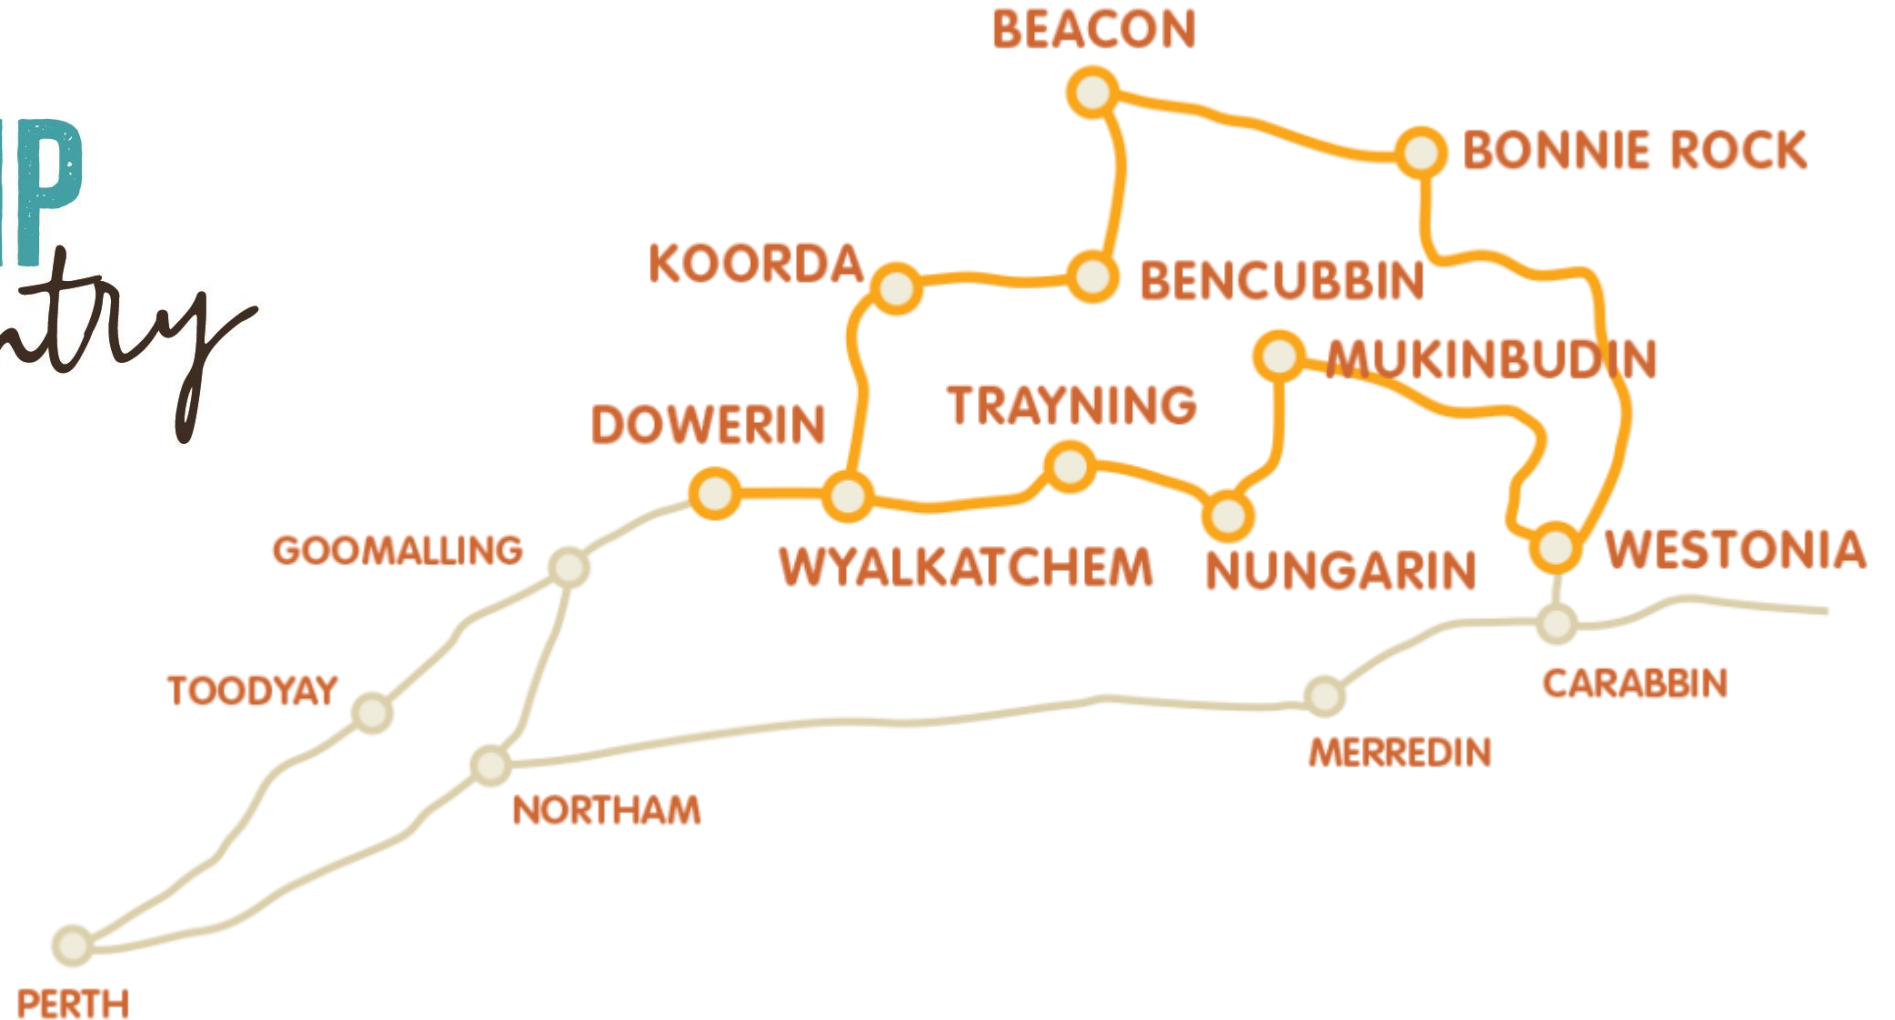 BEACON
BONNIE ROCK
KOORDA
BENCUBBIN
MUKINBUDIN
TRAYNING
DOWERIN
WESTONIA
GOOMALLING
WYALKATCHEM
NUNGARIN
TOODYAY
CARABBIN
MERREDIN
NORTHAM
PERTH